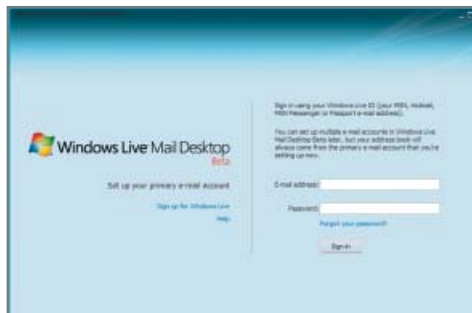 Windows Live Mail Desktop
Beta
Set up your primary e-mail account
Sign up for Windows Live
Help
Sign in using your Windows Live ID (your MSN, Hotmail,
MSN Messenger or Passport e-mail address).
You can set up multiple e-mail accounts in Windows Live
Mail Desktop Beta later, but your address book will
always come from the primary e-mail account that you're
setting up now.
E-mail address:
Password:
Forgot your password?
Sign in